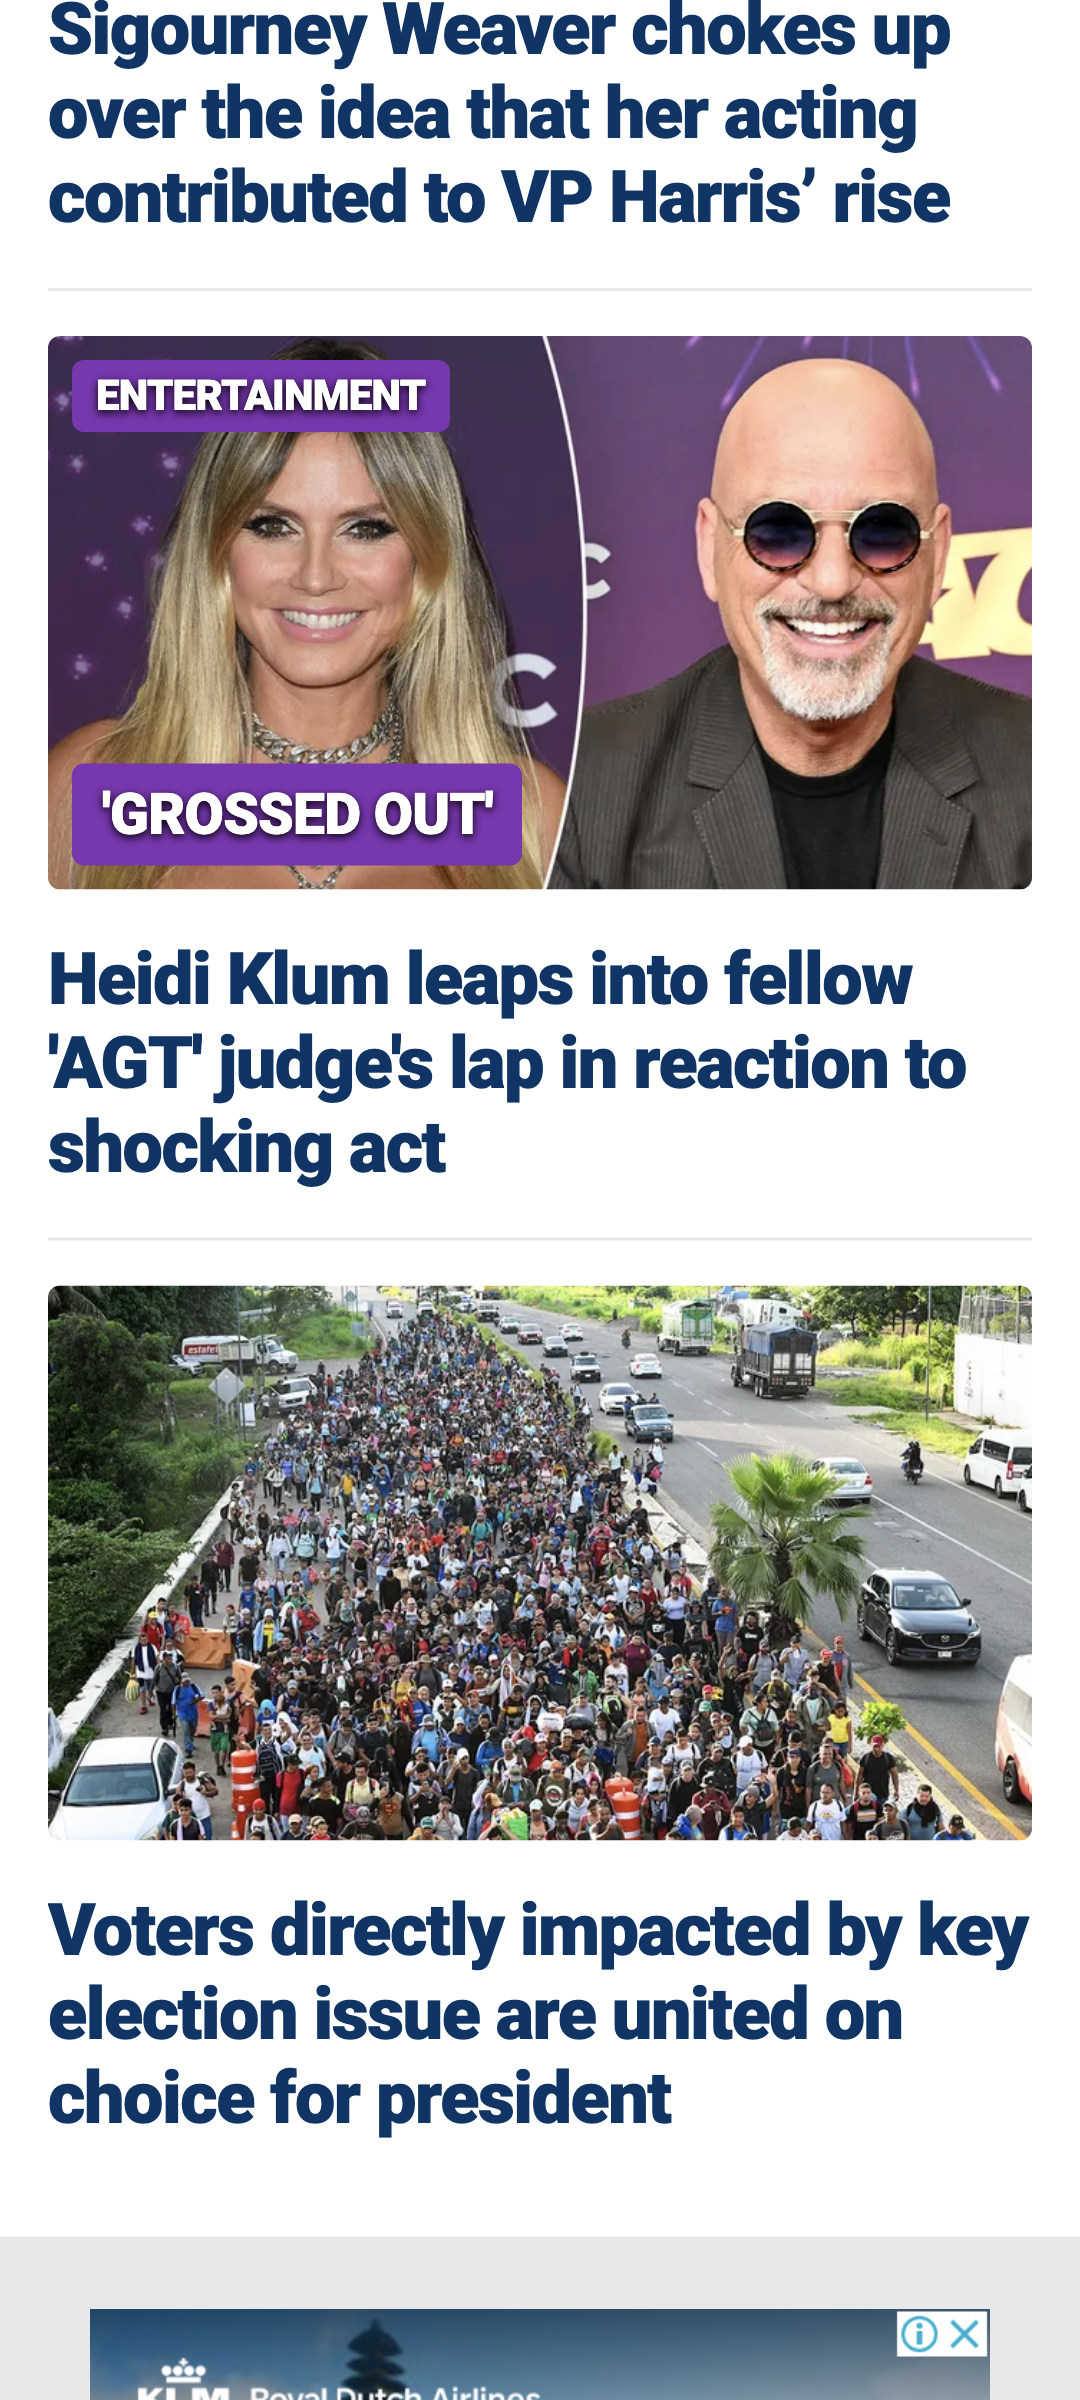 Sigourney Weaver chokes up
over the idea that her acting
contributed to VP Harris’ rise
ENTERTAINMENT
C
C
'GROSSED OUT'
Heidi Klum leaps into fellow
'AGT' judge's lap in reaction to
shocking act
estafet
Voters directly impacted by key
election issue are united on
choice for president
KLM Royal Dutch Airlines